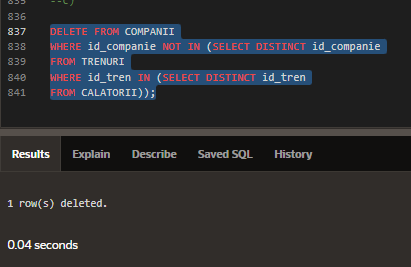 835 --c)
836
837 DELETE FROM COMPANII
838 WHERE id_companie NOT IN (SELECT DISTINCT id_companie
839 FROM TRENURI
840 WHERE id_tren IN (SELECT DISTINCT id_tren
841 FROM CALATORII));
Results Explain Describe Saved SQL History
1 row(s) deleted.
0.04 seconds